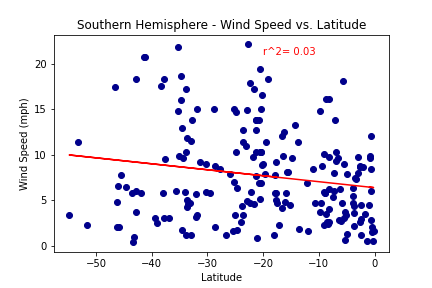 Southern Hemisphere - Wind Speed vs. Latitude
r^2= 0.03
20
15
10
5
0
Wind Speed (mph)
−50
−40
−30
−20
−10
0
Latitude